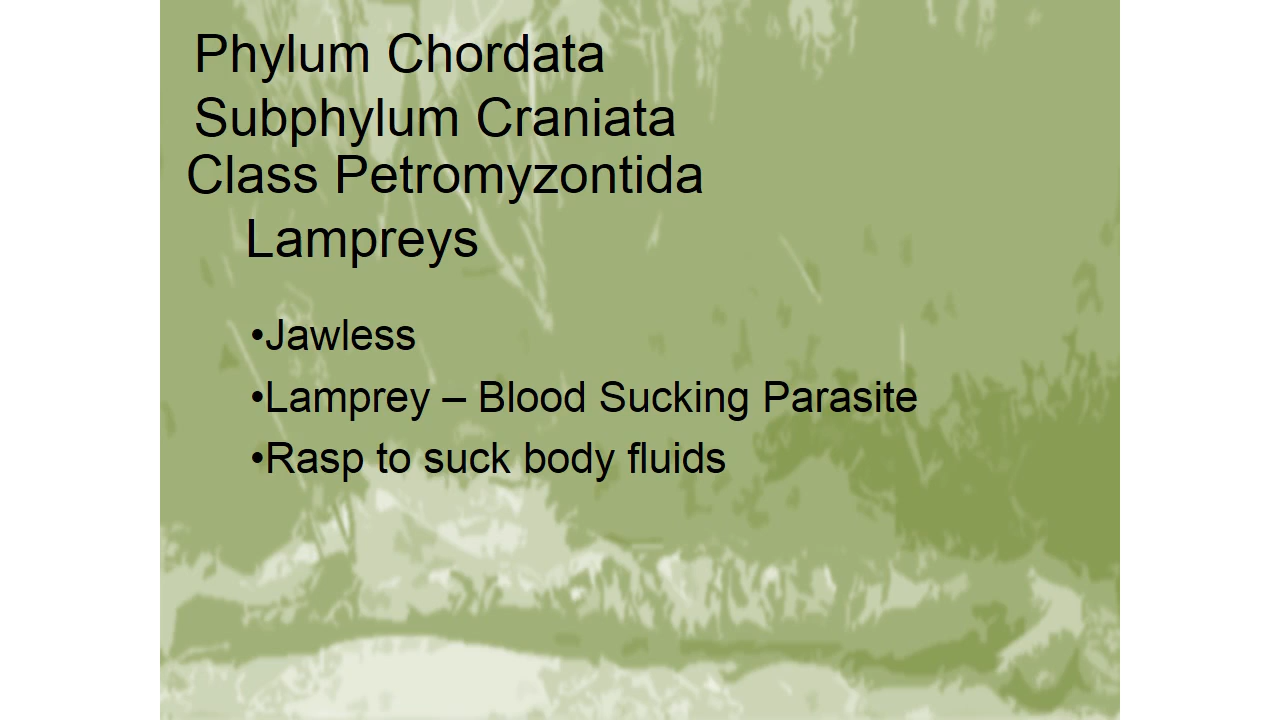 Phylum Chordata
Subphylum Craniata
Class Petromyzontida
Lampreys
•Jawless
•Lamprey – Blood Sucking Parasite
•Rasp to suck body fluids